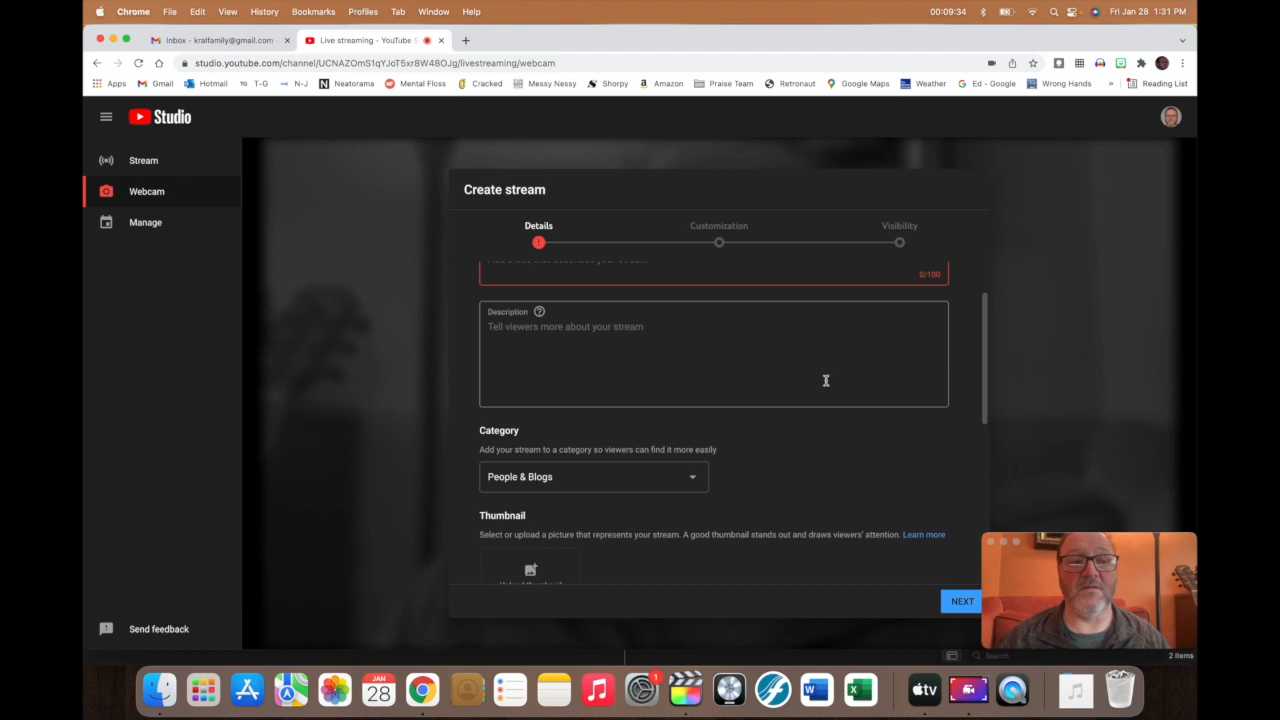 Chrome File Edit View History Bookmarks Profiles Tab Window Help 00:09:34 Fri Jan 28 1:31 PM
Inbox - kralfamily@gmail.com Live streaming - YouTube S
studio.youtube.com/channel/UCNAZOmS1qYJoT5xr8W48OJg/livestreaming/webcam
Apps Gmail Hotmail T-G N-J Neatorama Mental Floss Cracked Messy Nessy Shorpy Amazon Praise Team Retronaut Google Maps Weather Ed - Google Wrong Hands » Reading List
Studio
Stream
Webcam
Manage
Send feedback
Create stream
Details Customization Visibility
0/100
Description
Tell viewers more about your stream
Category
Add your stream to a category so viewers can find it more easily
People & Blogs
Thumbnail
Select or upload a picture that represents your stream. A good thumbnail stands out and draws viewers' attention. Learn more
Upload thumbnail
NEXT
Search 2 items
JAN
28
1
tv